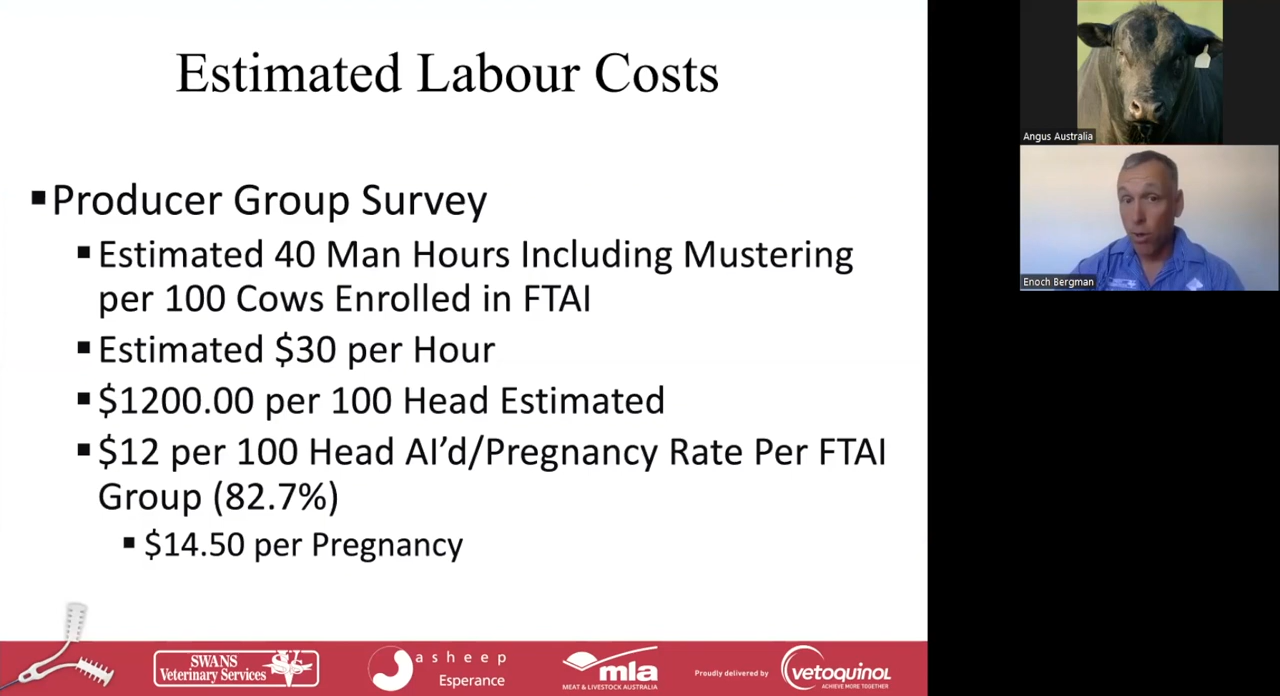 Estimated Labour Costs
▪Producer Group Survey
▪Estimated 40 Man Hours Including Mustering
per 100 Cows Enrolled in FTAI
▪Estimated $30 per Hour
▪$1200.00 per 100 Head Estimated
▪$12 per 100 Head AI’d/Pregnancy Rate Per FTAI
Group (82.7%)
▪$14.50 per Pregnancy
SWANS
Veterinary Services
asheep
Esperance
mla
MEAT & LIVESTOCK AUSTRALIA
Proudly delivered by
vetoquinol
ACHIEVE MORE TOGETHER
Angus Australia
Enoch Bergman